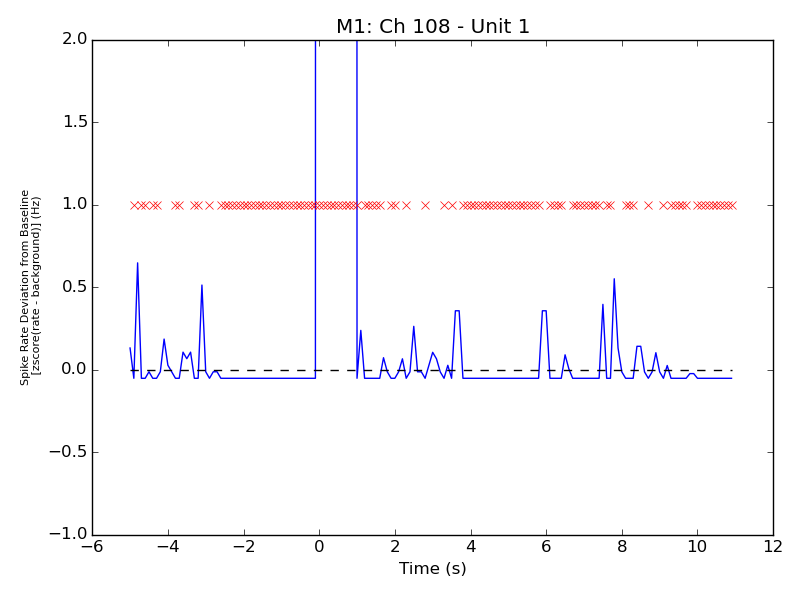 M1: Ch 108 - Unit 1
2.0
1.5
1.0
0.5
0.0
−0.5
−1.0
Spike Rate Deviation from Baseline
[zscore(rate - background)] (Hz)
−6 −4 −2 0 2 4 6 8 10 12
Time (s)